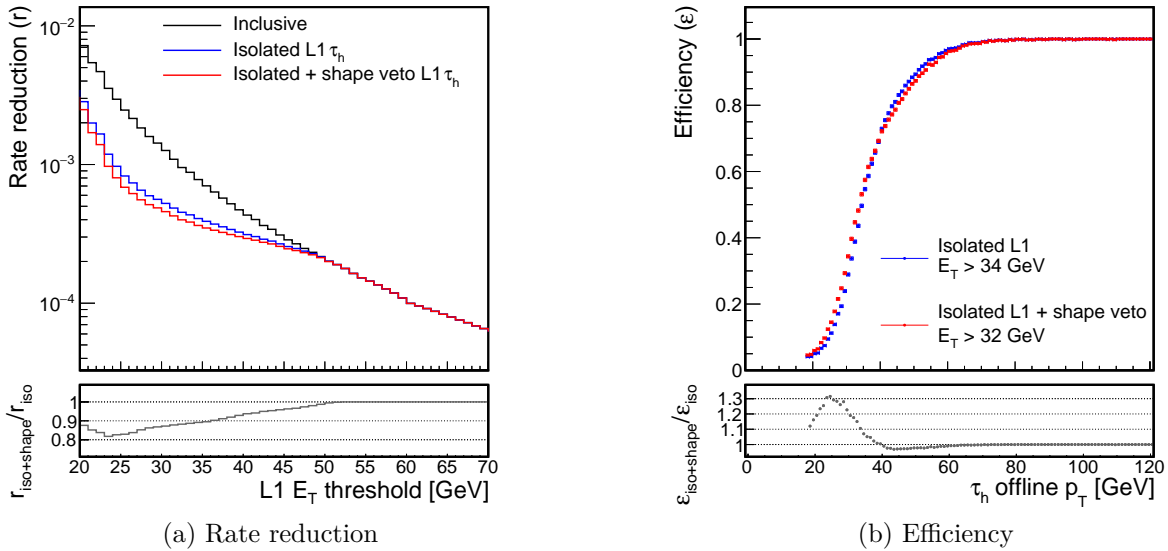 Rate reduction (r)
10⁻²
10⁻³
10⁻⁴
Inclusive
Isolated L1 τh
Isolated + shape veto L1 τh
r_iso+shape/r_iso
1
0.9
0.8
20 25 30 35 40 45 50 55 60 65 70
L1 E_T threshold [GeV]
(a) Rate reduction
Efficiency (ε)
1
0.8
0.6
0.4
0.2
0
Isolated L1
E_T > 34 GeV
Isolated L1 + shape veto
E_T > 32 GeV
ε_iso+shape/ε_iso
1.3
1.2
1.1
1
0 20 40 60 80 100 120
τ_h offline p_T [GeV]
(b) Efficiency